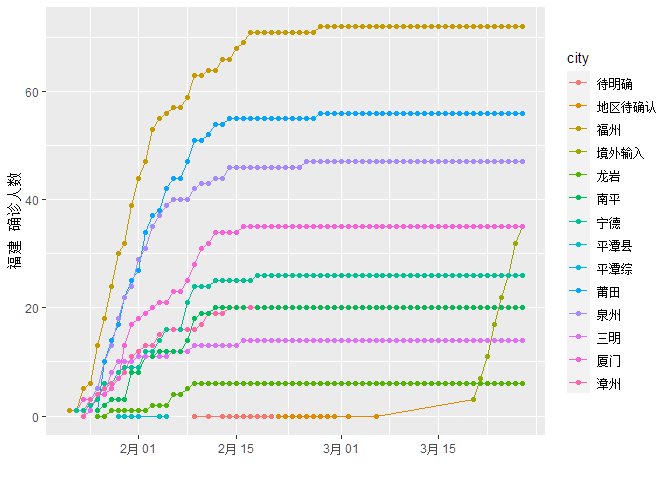 city
待明确
地区待确认
福州
境外输入
龙岩
南平
宁德
平潭县
平潭综
莆田
泉州
三明
厦门
漳州
福建 确诊人数
60
40
20
0
2月 01
2月 15
3月 01
3月 15